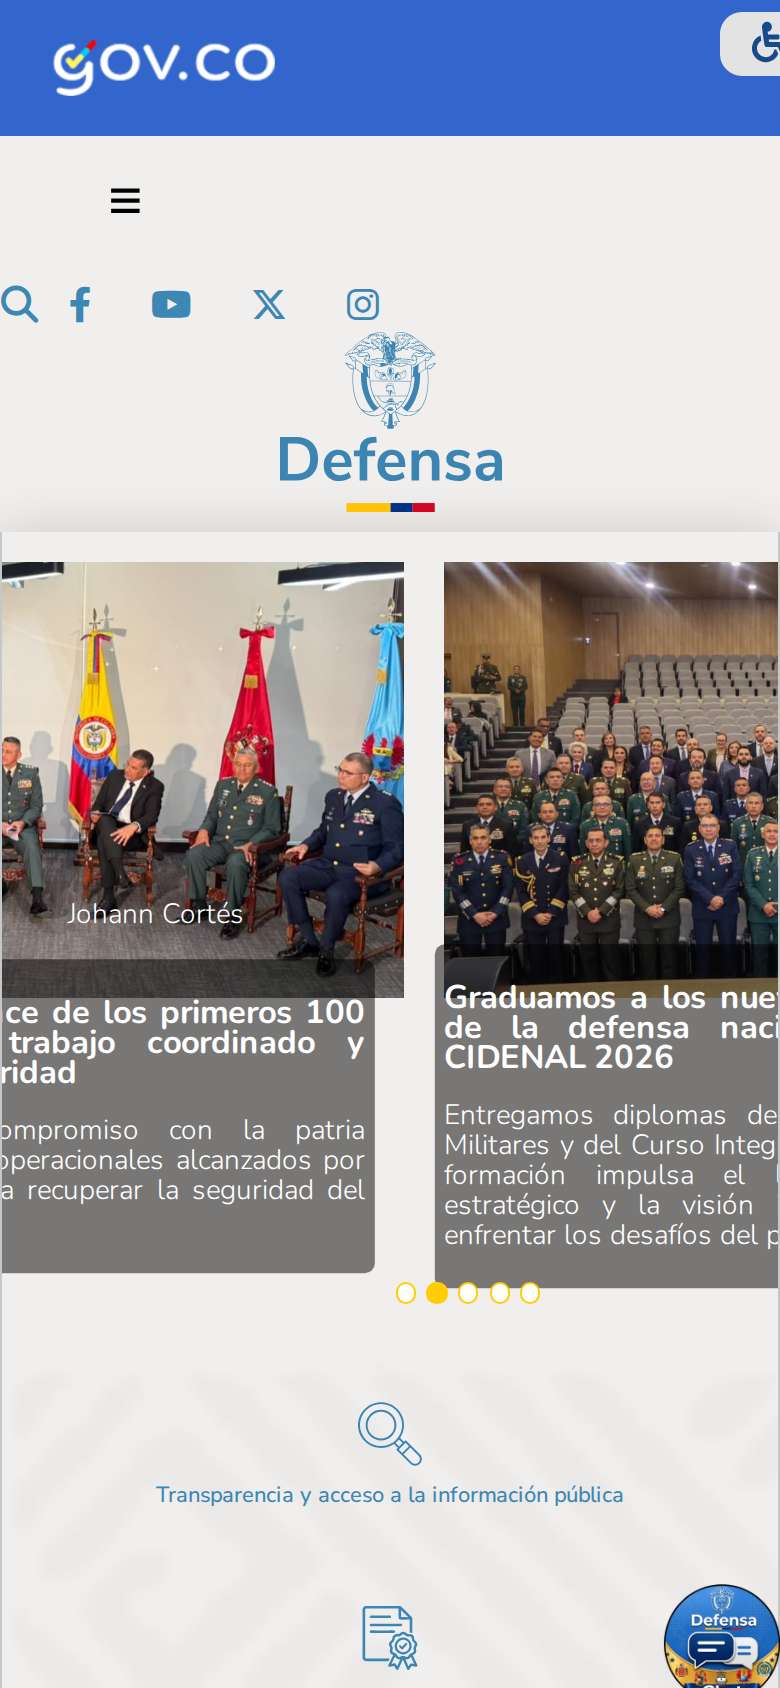 gov.co
Defensa
Johann Cortés
ce de los primeros 100
trabajo coordinado y
ridad
ompromiso con la patria
operacionales alcanzados por
a recuperar la seguridad del
Graduamos a los nue
de la defensa naci
CIDENAL 2026
Entregamos diplomas de
Militares y del Curso Integ
formación impulsa el
estratégico y la visión
enfrentar los desafíos del p
Transparencia y acceso a la información pública
Defensa